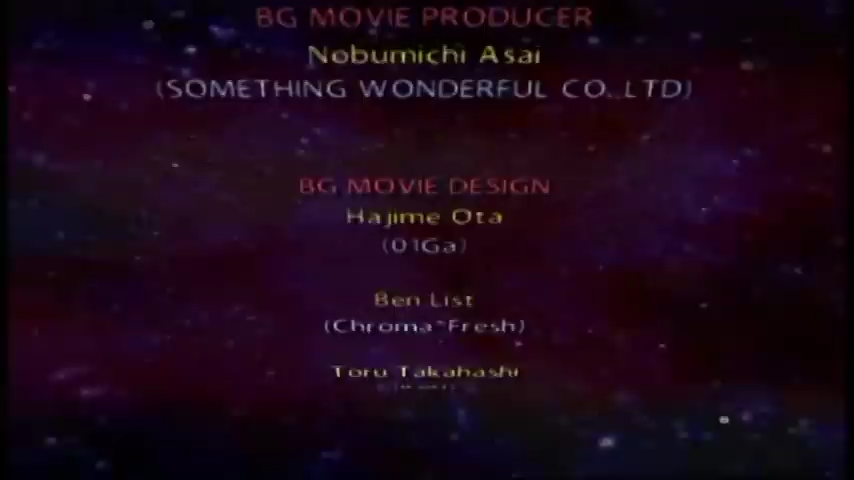 BG MOVIE PRODUCER
Nobumichi Asai
(SOMETHING WONDERFUL CO.,LTD)
BG MOVIE DESIGN
Hajime Ota
(01Ga)
Ben List
(Chroma*Fresh)
Toru Takahashi